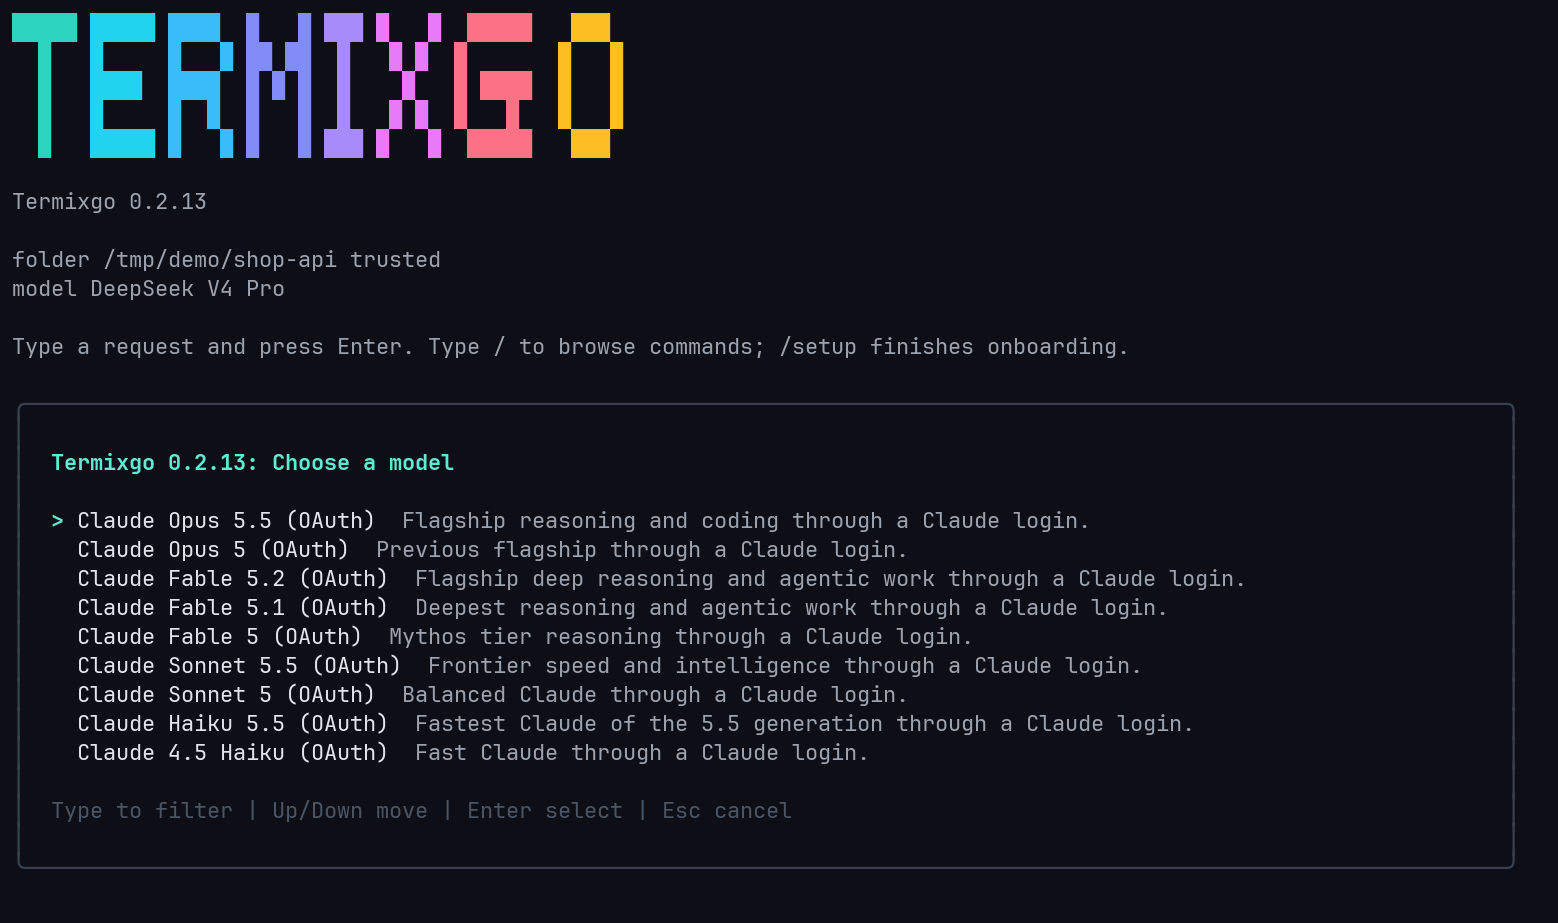 TERMIXGO
Termixgo 0.2.13
folder /tmp/demo/shop-api trusted
model DeepSeek V4 Pro
Type a request and press Enter. Type / to browse commands; /setup finishes onboarding.
Termixgo 0.2.13: Choose a model
> Claude Opus 5.5 (OAuth)  Flagship reasoning and coding through a Claude login.
Claude Opus 5 (OAuth)  Previous flagship through a Claude login.
Claude Fable 5.2 (OAuth)  Flagship deep reasoning and agentic work through a Claude login.
Claude Fable 5.1 (OAuth)  Deepest reasoning and agentic work through a Claude login.
Claude Fable 5 (OAuth)  Mythos tier reasoning through a Claude login.
Claude Sonnet 5.5 (OAuth)  Frontier speed and intelligence through a Claude login.
Claude Sonnet 5 (OAuth)  Balanced Claude through a Claude login.
Claude Haiku 5.5 (OAuth)  Fastest Claude of the 5.5 generation through a Claude login.
Claude 4.5 Haiku (OAuth)  Fast Claude through a Claude login.
Type to filter | Up/Down move | Enter select | Esc cancel